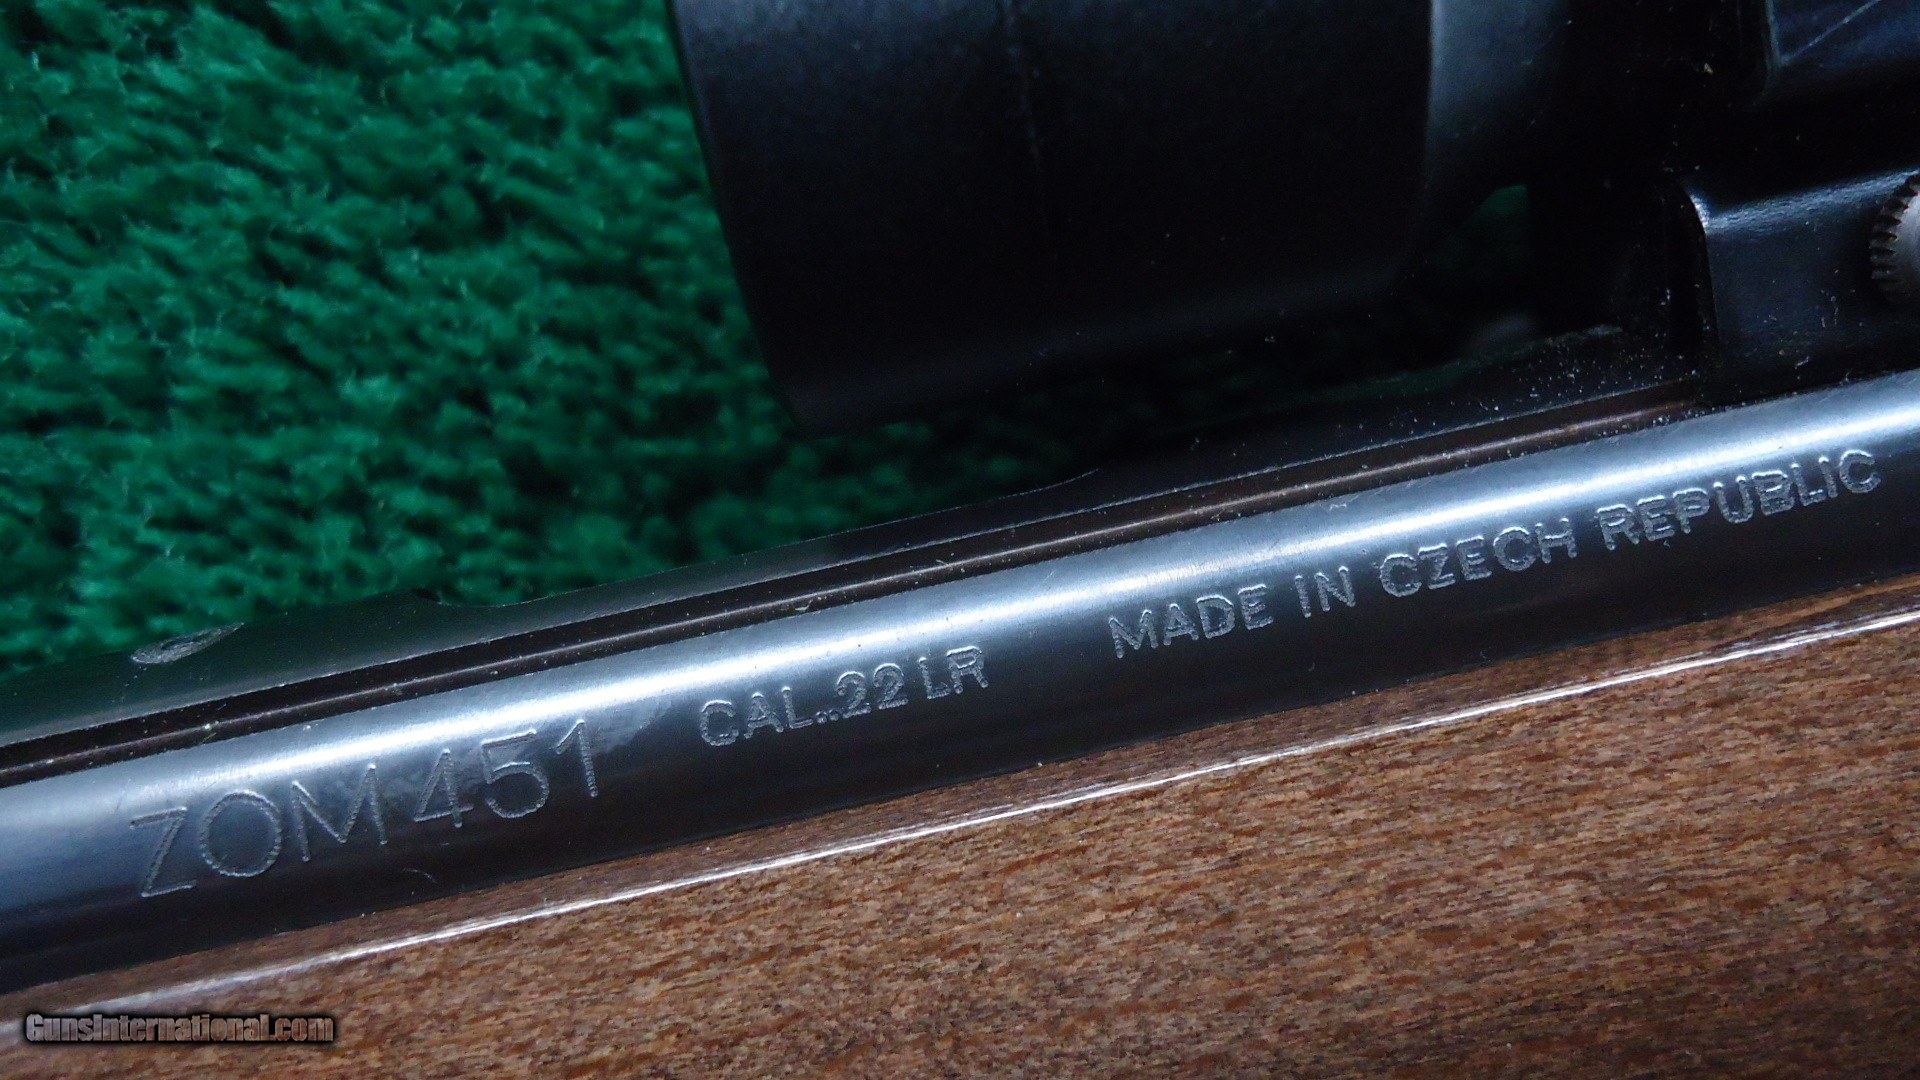 ZOM 451 CAL..22 LR MADE IN CZECH REPUBLIC
GunsInternational.com